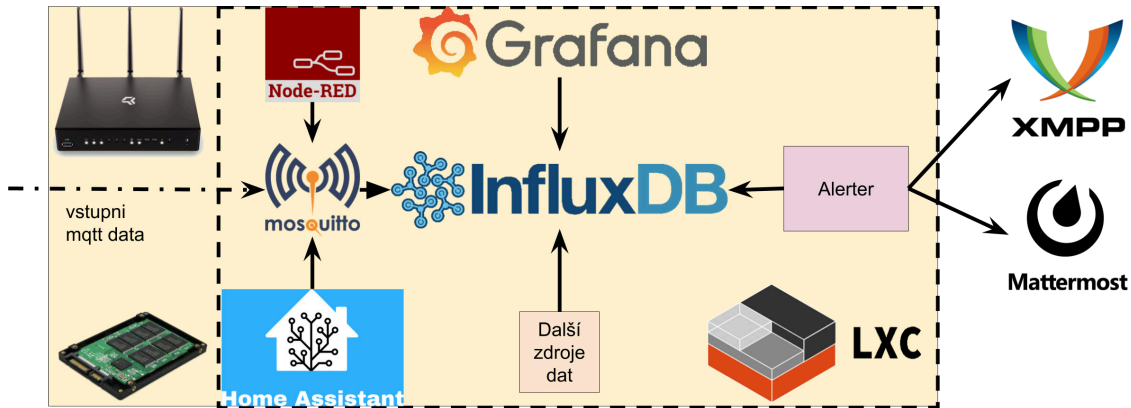 Node-RED
Grafana
XMPP
vstupni
mqtt data
mosquitto
InfluxDB
Alerter
Mattermost
Home Assistant
Další
zdroje
dat
LXC